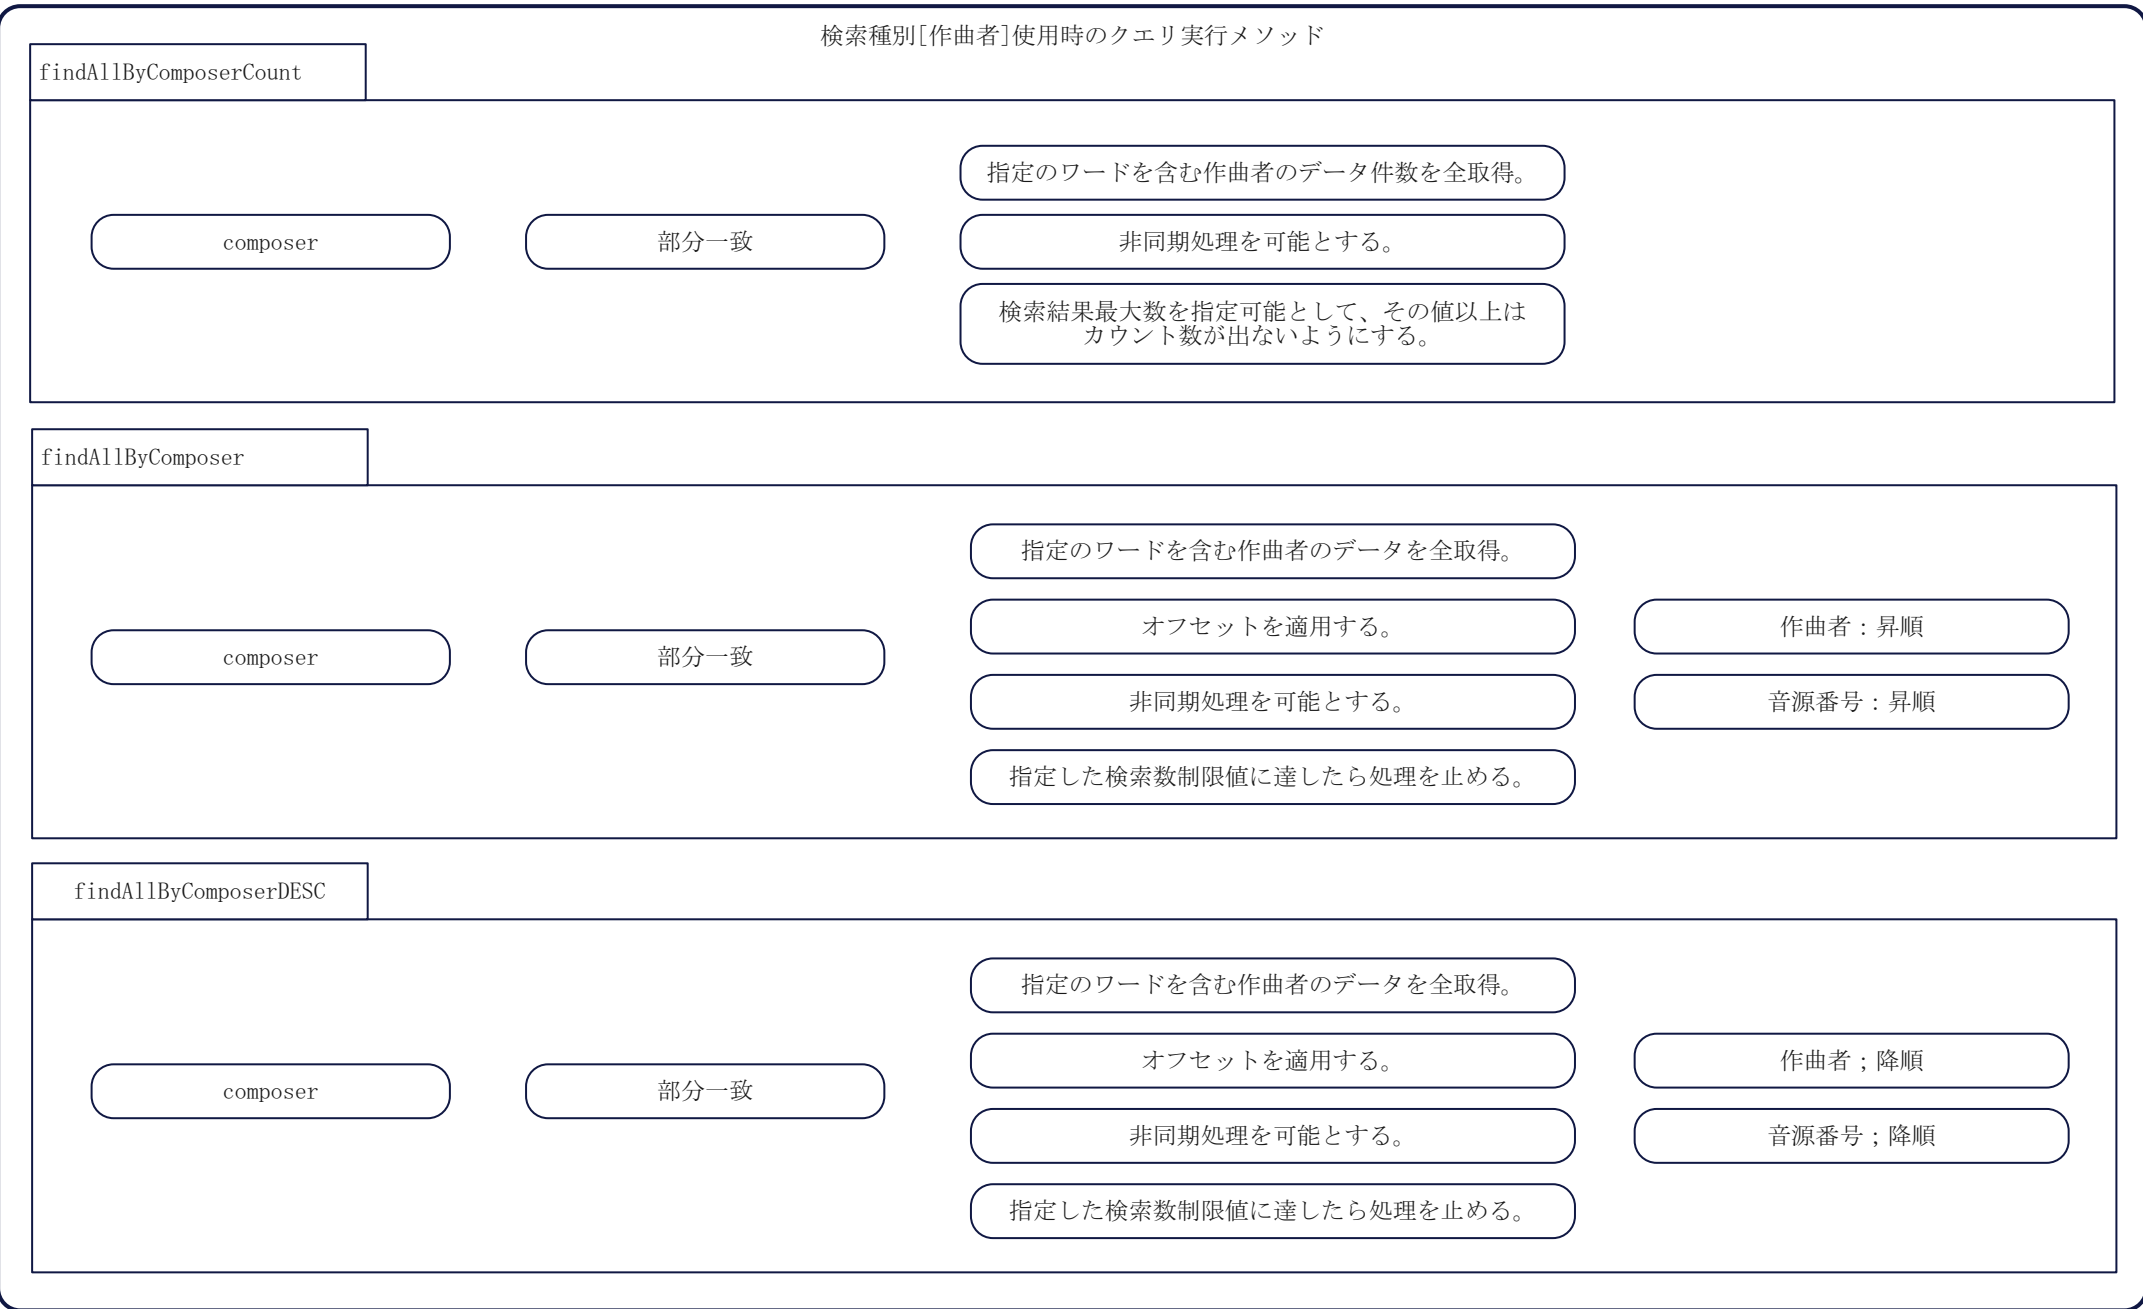 検索種別[作曲者]使用時のクエリ実行メソッド
findAllByComposerCount
composer
部分一致
指定のワードを含む作曲者のデータ件数を全取得。
非同期処理を可能とする。
検索結果最大数を指定可能として、その値以上は
カウント数が出ないようにする。
findAllByComposer
composer
部分一致
指定のワードを含む作曲者のデータを全取得。
オフセットを適用する。
非同期処理を可能とする。
指定した検索数制限値に達したら処理を止める。
作曲者：昇順
音源番号：昇順
findAllByComposerDESC
composer
部分一致
指定のワードを含む作曲者のデータを全取得。
オフセットを適用する。
非同期処理を可能とする。
指定した検索数制限値に達したら処理を止める。
作曲者；降順
音源番号；降順